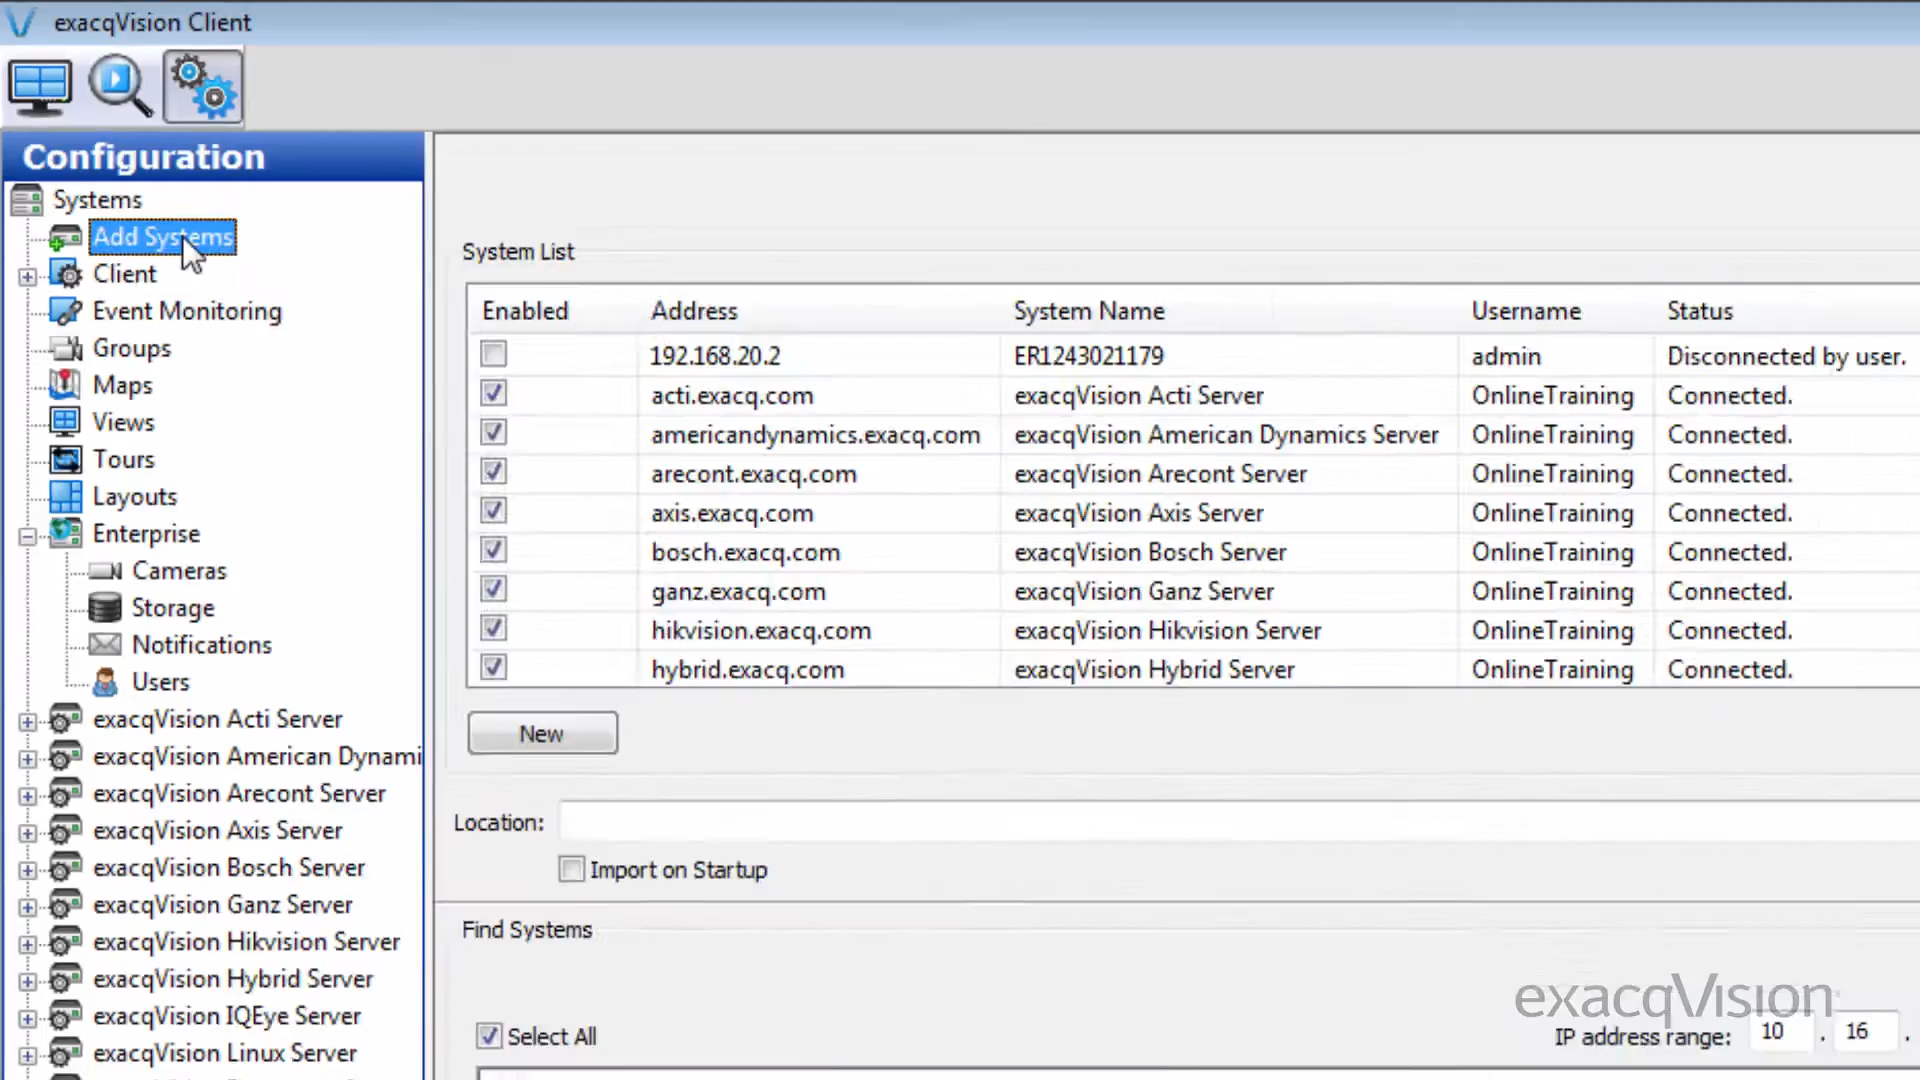 exacqVision Client
Configuration
Systems
Add Systems
Client
Event Monitoring
Groups
Maps
Views
Tours
Layouts
Enterprise
Cameras
Storage
Notifications
Users
exacqVision Acti Server
exacqVision American Dynami
exacqVision Arecont Server
exacqVision Axis Server
exacqVision Bosch Server
exacqVision Ganz Server
exacqVision Hikvision Server
exacqVision Hybrid Server
exacqVision IQEye Server
exacqVision Linux Server
System List
Enabled Address System Name Username Status
192.168.20.2 ER1243021179 admin Disconnected by user.
acti.exacq.com exacqVision Acti Server OnlineTraining Connected.
americandynamics.exacq.com exacqVision American Dynamics Server OnlineTraining Connected.
arecont.exacq.com exacqVision Arecont Server OnlineTraining Connected.
axis.exacq.com exacqVision Axis Server OnlineTraining Connected.
bosch.exacq.com exacqVision Bosch Server OnlineTraining Connected.
ganz.exacq.com exacqVision Ganz Server OnlineTraining Connected.
hikvision.exacq.com exacqVision Hikvision Server OnlineTraining Connected.
hybrid.exacq.com exacqVision Hybrid Server OnlineTraining Connected.
New
Location:
Import on Startup
Find Systems
exacqVision
Select All IP address range: 10 . 16 .